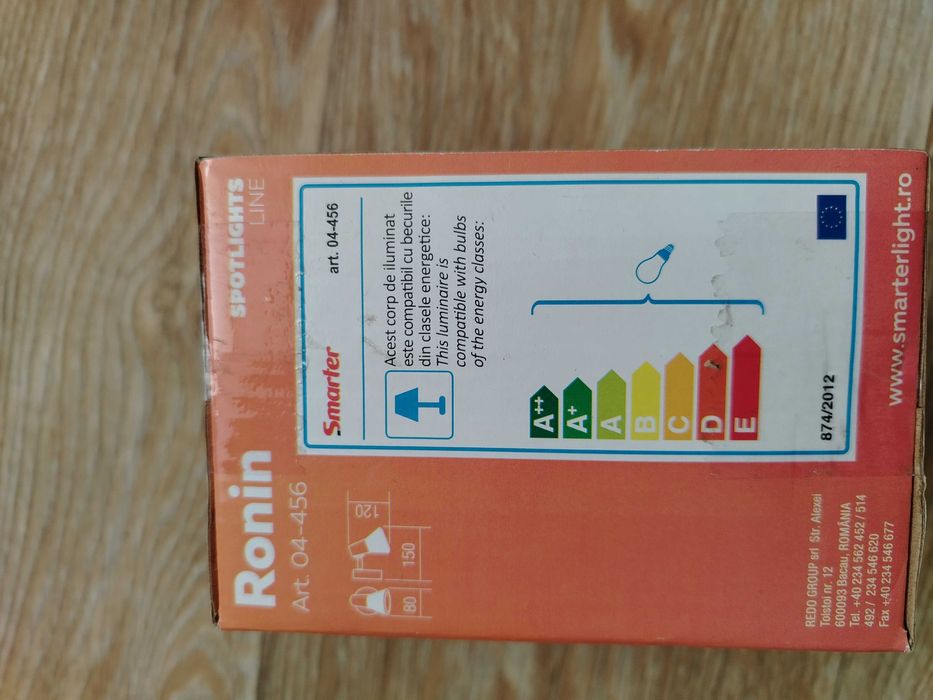 Ronin
SPOTLIGHTS
Art. 04-456
LINE
80
150
120
Smarter
art. 04-456
Acest corp de iluminat
este compatibil cu becurile
din clasele energetice:
This luminaire is
compatible with bulbs
of the energy classes:
A++
A+
A
B
C
D
E
874/2012
REDO GROUP srl Str. Alexei
Tolstoi nr. 12
600093 Bacau, ROMÂNIA
Tel. +40 234 562 452 / 514
492 / 234 546 620
Fax +40 234 546 677
www.smarterlight.ro